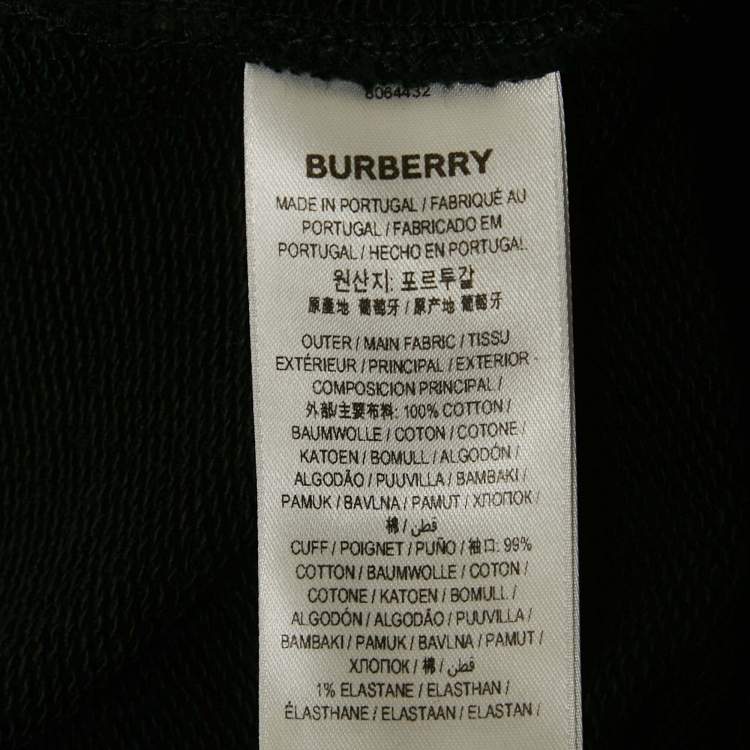 8064432
BURBERRY
MADE IN PORTUGAL / FABRIQUÉ AU
PORTUGAL / FABRICADO EM
PORTUGAL / HECHO EN PORTUGAL
원산지: 포르투갈
原產地 葡萄牙 / 原产地 葡萄牙
OUTER / MAIN FABRIC / TISSU
EXTÉRIEUR / PRINCIPAL / EXTERIOR -
COMPOSICION PRINCIPAL /
外部/主要布料: 100% COTTON /
BAUMWOLLE / COTON / COTONE /
KATOEN / BOMULL / ALGODÓN /
ALGODÃO / PUUVILLA / BAMBAKI /
PAMUK / BAVLNA / PAMUT / ХЛОПОК /
棉 / قطن
CUFF / POIGNET / PUÑO / 袖口: 99%
COTTON / BAUMWOLLE / COTON /
COTONE / KATOEN / BOMULL /
ALGODÓN / ALGODÃO / PUUVILLA /
BAMBAKI / PAMUK / BAVLNA / PAMUT /
ХЛОПОК / 棉 / قطن
1% ELASTANE / ELASTHAN /
ÉLASTHANE / ELASTAAN / ELASTAN /